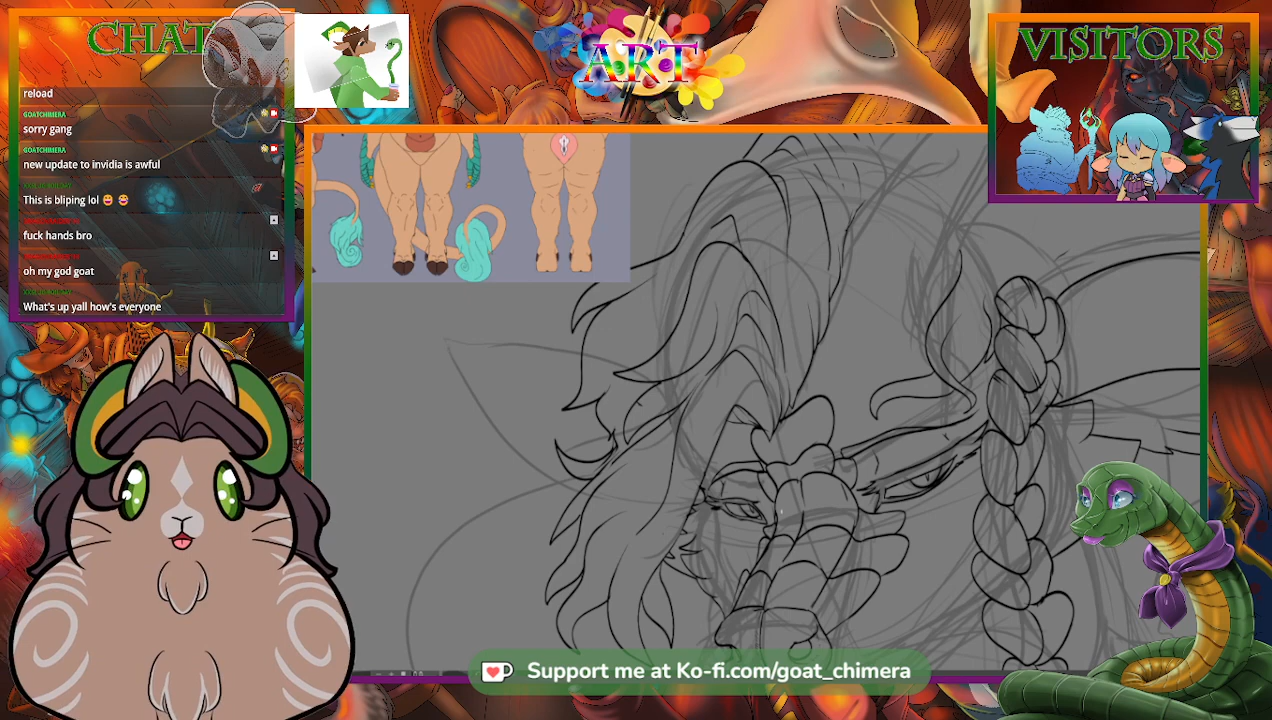 CHAT
ART
VISITORS
reload
GOATCHIMERA
sorry gang
GOATCHIMERA
new update to invidia is awful
This is bliping lol
fuck hands bro
oh my god goat
What's up yall how's everyone
Support me at Ko-fi.com/goat_chimera